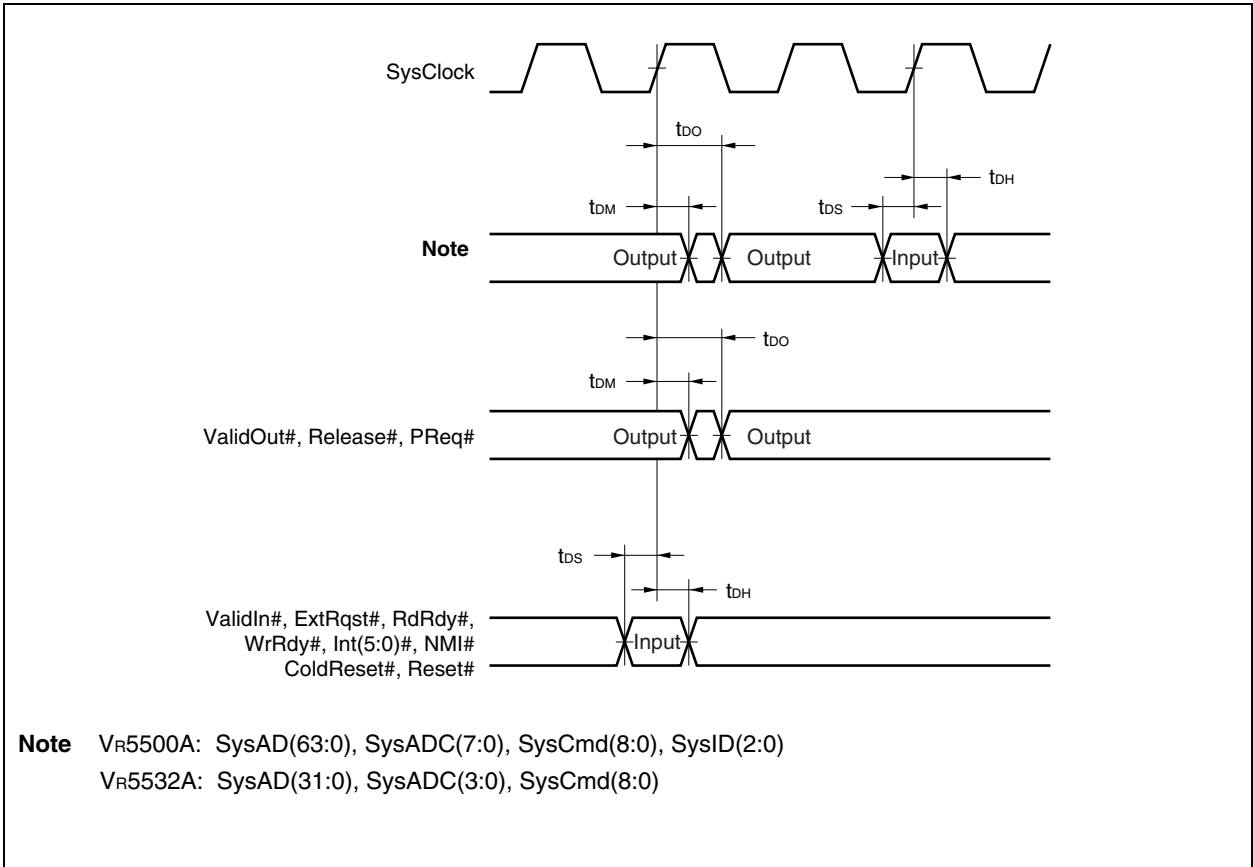 SysClock
tDO
tDH
tDM
tDS
Note
Output
Output
Input
tDO
tDM
ValidOut#, Release#, PReq#
Output
Output
tDS
tDH
ValidIn#, ExtRqst#, RdRdy#,
WrRdy#, Int(5:0)#, NMI#
ColdReset#, Reset#
Input
Note VR5500A: SysAD(63:0), SysADC(7:0), SysCmd(8:0), SysID(2:0)
VR5532A: SysAD(31:0), SysADC(3:0), SysCmd(8:0)